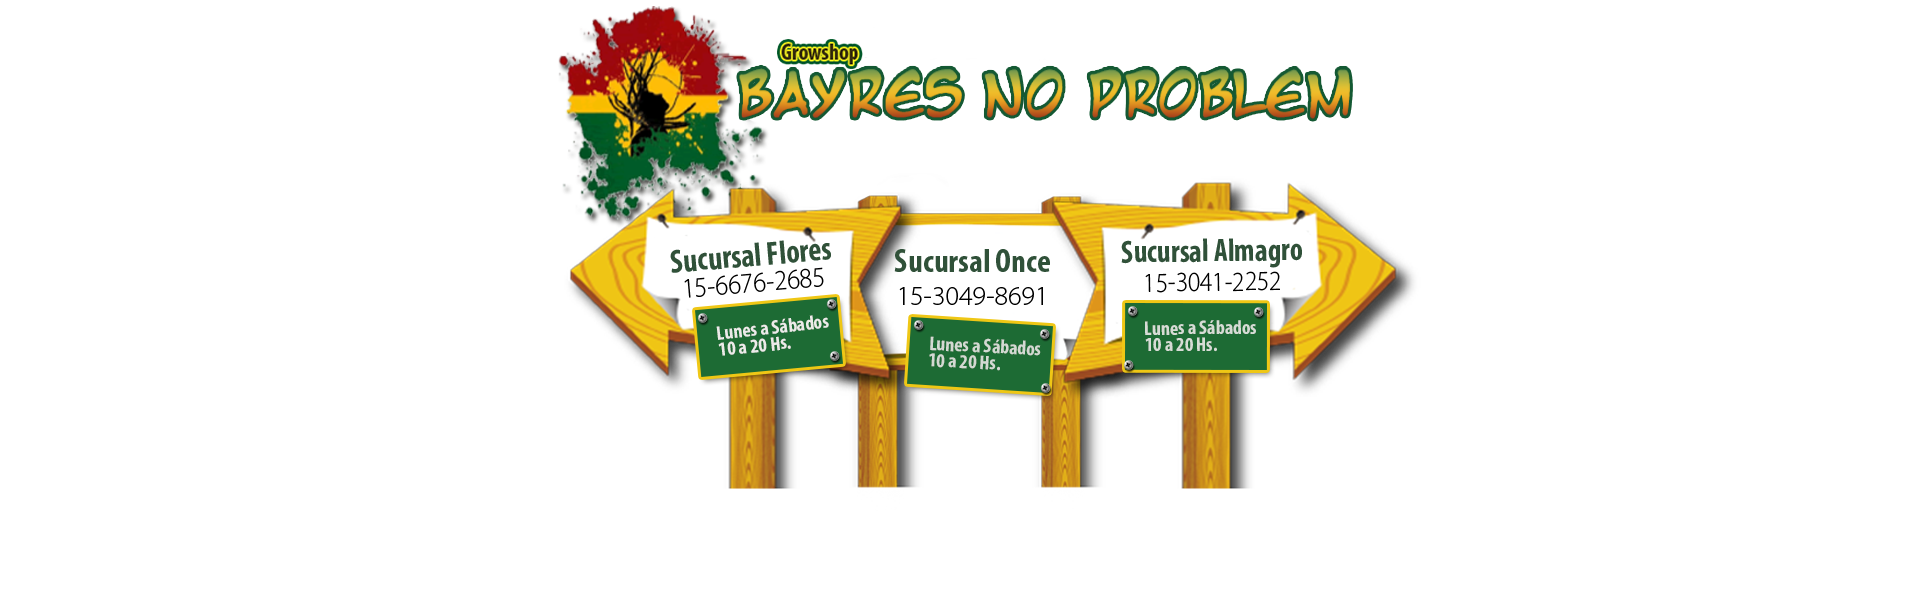 Growshop
BAYRES NO PROBLEM
Sucursal Flores
15-6676-2685
Lunes a Sábados
10 a 20 Hs.
Sucursal Once
15-3049-8691
Lunes a Sábados
10 a 20 Hs.
Sucursal Almagro
15-3041-2252
Lunes a Sábados
10 a 20 Hs.